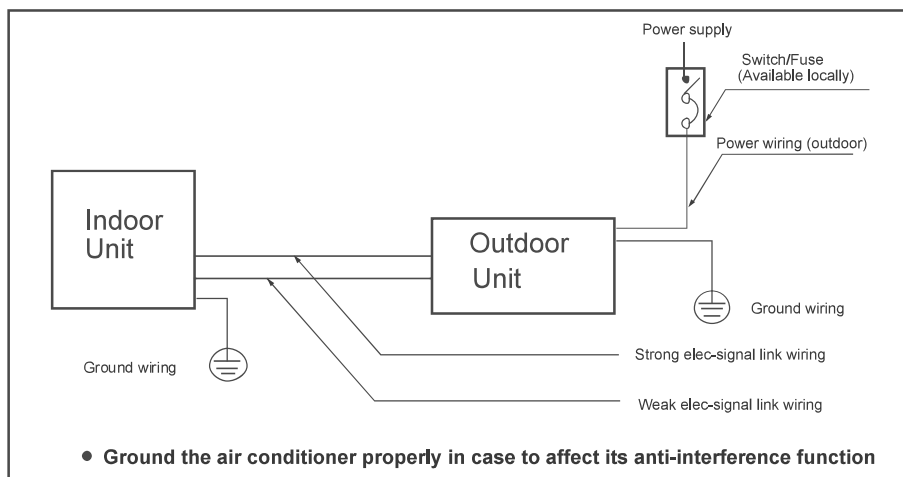 Power supply
Switch/Fuse
(Available locally)
Power wiring (outdoor)
Indoor
Unit
Outdoor
Unit
Ground wiring
Strong elec-signal link wiring
Ground wiring
Weak elec-signal link wiring
● Ground the air conditioner properly in case to affect its anti-interference function